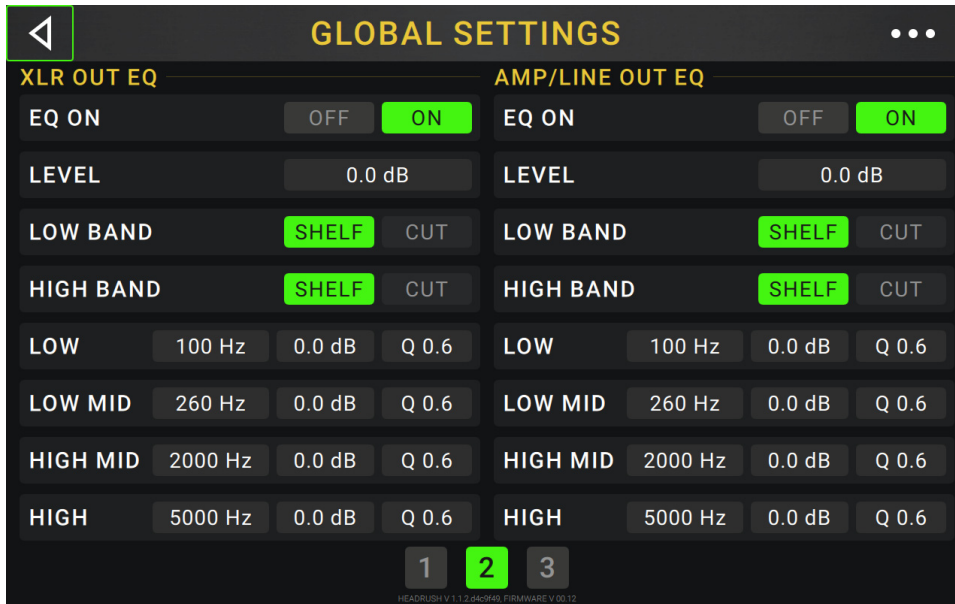 GLOBAL SETTINGS
XLR OUT EQ
EQ ON OFF ON
LEVEL 0.0 dB
LOW BAND SHELF CUT
HIGH BAND SHELF CUT
LOW 100 Hz 0.0 dB Q 0.6
LOW MID 260 Hz 0.0 dB Q 0.6
HIGH MID 2000 Hz 0.0 dB Q 0.6
HIGH 5000 Hz 0.0 dB Q 0.6
AMP/LINE OUT EQ
EQ ON OFF ON
LEVEL 0.0 dB
LOW BAND SHELF CUT
HIGH BAND SHELF CUT
LOW 100 Hz 0.0 dB Q 0.6
LOW MID 260 Hz 0.0 dB Q 0.6
HIGH MID 2000 Hz 0.0 dB Q 0.6
HIGH 5000 Hz 0.0 dB Q 0.6
1 2 3
HEADRUSH V 1.1.2.d4c9f49, FIRMWARE V 00.12